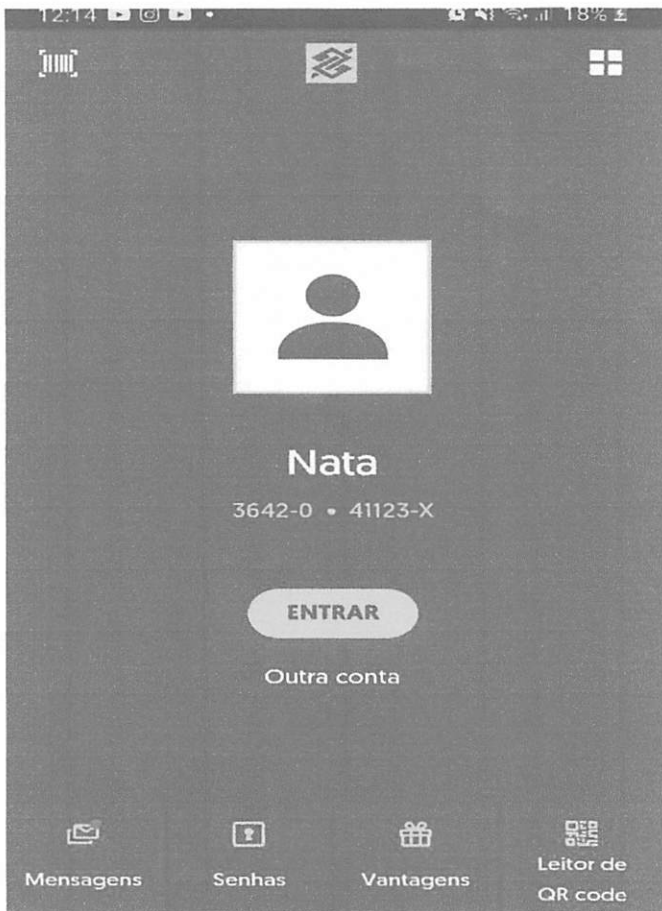 12:14
18%
Nata
3642-0 • 41123-X
ENTRAR
Outra conta
Mensagens
Senhas
Vantagens
Leitor de
QR code